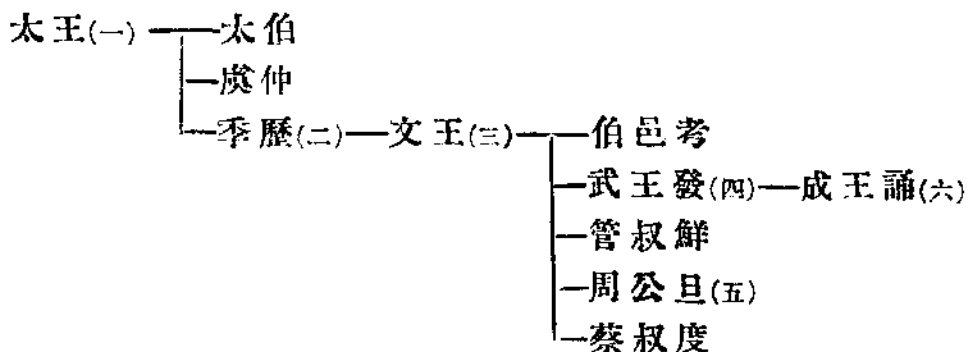 太王(一) 太伯
虞仲
季歷(二) 文王(三) 伯邑考
武王發(四) 成王誦(六)
管叔鮮
周公旦(五)
蔡叔度